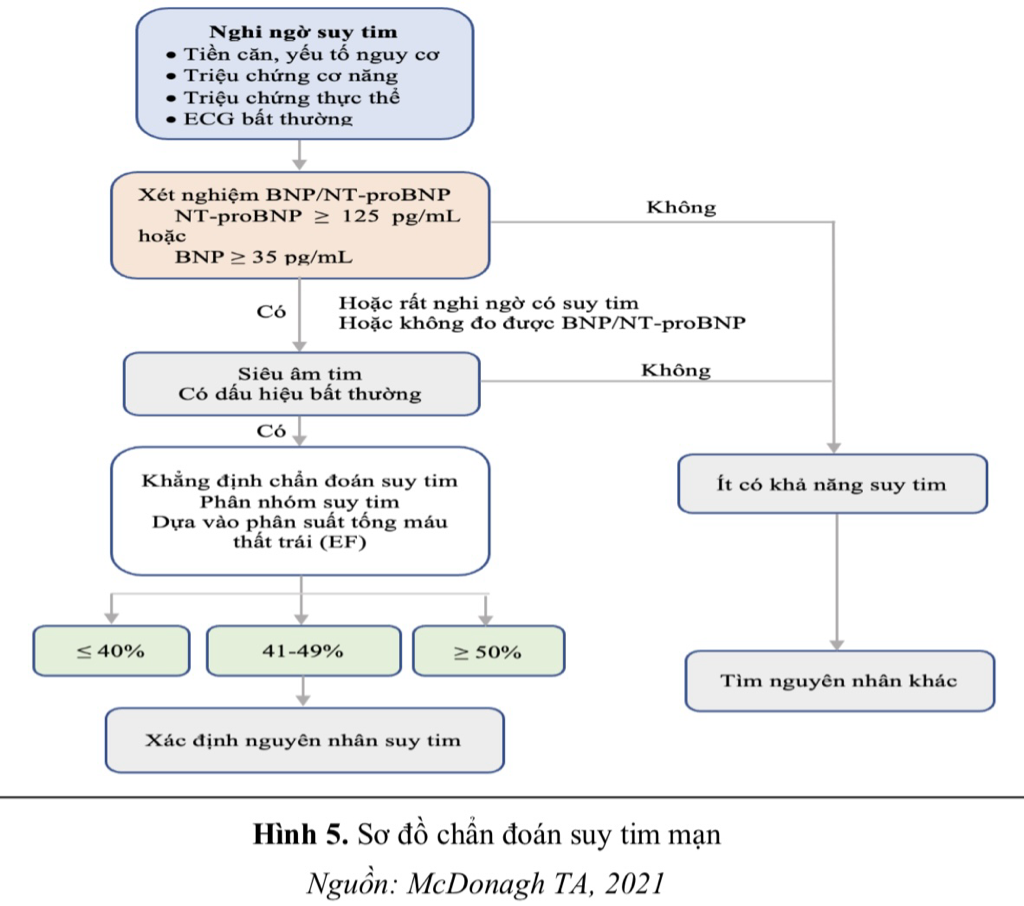 Nghi ngờ suy tim
• Tiền căn, yếu tố nguy cơ
• Triệu chứng cơ năng
• Triệu chứng thực thể
• ECG bất thường
Xét nghiệm BNP/NT-proBNP
NT-proBNP ≥ 125 pg/mL
hoặc
BNP ≥ 35 pg/mL
Không
Có
Hoặc rất nghi ngờ có suy tim
Hoặc không đo được BNP/NT-proBNP
Siêu âm tim
Có dấu hiệu bất thường
Không
Có
Khẳng định chẩn đoán suy tim
Phân nhóm suy tim
Dựa vào phân suất tống máu
thất trái (EF)
Ít có khả năng suy tim
≤ 40%
41-49%
≥ 50%
Tìm nguyên nhân khác
Xác định nguyên nhân suy tim
Hình 5. Sơ đồ chẩn đoán suy tim mạn
Nguồn: McDonagh TA, 2021